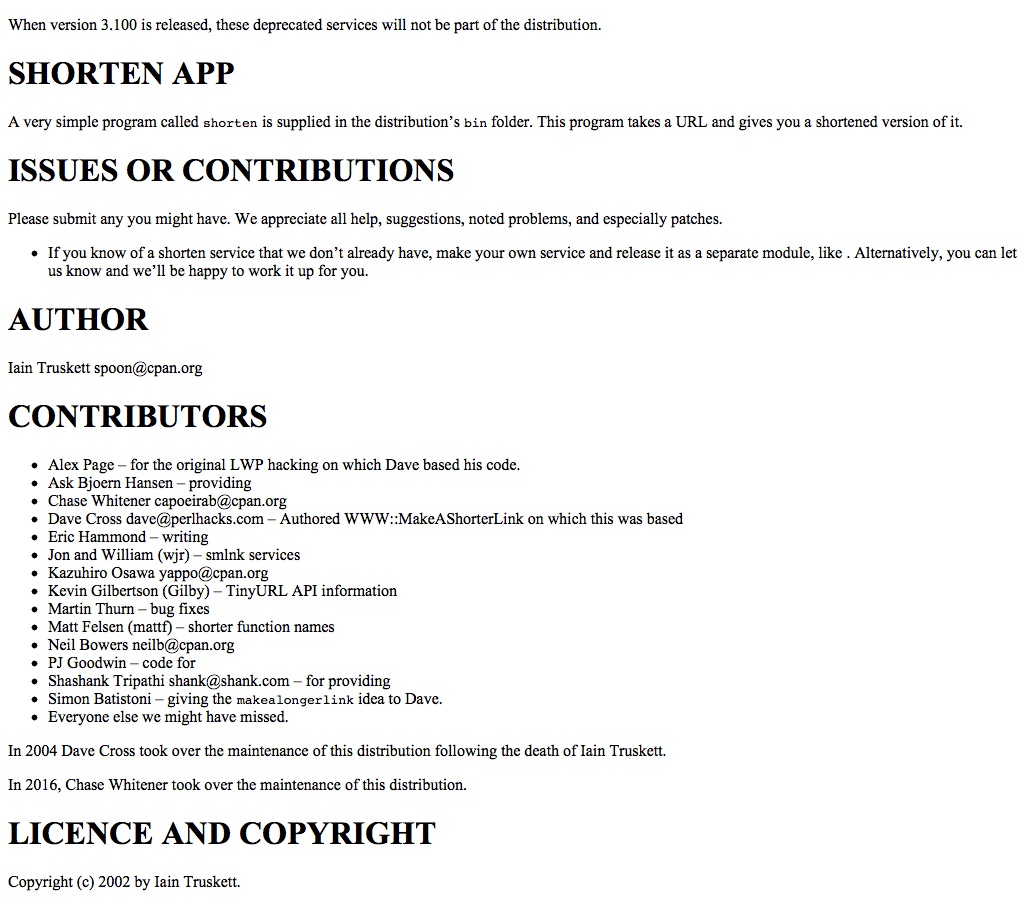 When version 3.100 is released, these deprecated services will not be part of the distribution.
SHORTEN APP
A very simple program called shorten is supplied in the distribution’s bin folder. This program takes a URL and gives you a shortened version of it.
ISSUES OR CONTRIBUTIONS
Please submit any you might have. We appreciate all help, suggestions, noted problems, and especially patches.
• If you know of a shorten service that we don’t already have, make your own service and release it as a separate module, like . Alternatively, you can let
us know and we’ll be happy to work it up for you.
AUTHOR
Iain Truskett spoon@cpan.org
CONTRIBUTORS
• Alex Page – for the original LWP hacking on which Dave based his code.
• Ask Bjoern Hansen – providing
• Chase Whitener capoeirab@cpan.org
• Dave Cross dave@perlhacks.com – Authored WWW::MakeAShorterLink on which this was based
• Eric Hammond – writing
• Jon and William (wjr) – smlnk services
• Kazuhiro Osawa yappo@cpan.org
• Kevin Gilbertson (Gilby) – TinyURL API information
• Martin Thurn – bug fixes
• Matt Felsen (mattf) – shorter function names
• Neil Bowers neilb@cpan.org
• PJ Goodwin – code for
• Shashank Tripathi shank@shank.com – for providing
• Simon Batistoni – giving the makealongerlink idea to Dave.
• Everyone else we might have missed.
In 2004 Dave Cross took over the maintenance of this distribution following the death of Iain Truskett.
In 2016, Chase Whitener took over the maintenance of this distribution.
LICENCE AND COPYRIGHT
Copyright (c) 2002 by Iain Truskett.